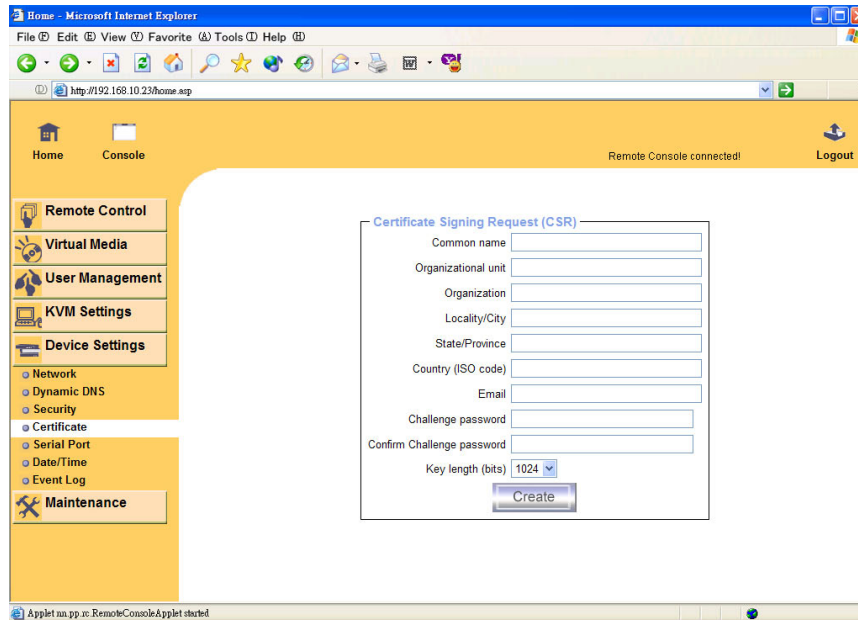 Home - Microsoft Internet Explorer
File(F) Edit (E) View (V) Favorite (A) Tools (T) Help (H)
(D) http://192.168.10.23/home.asp
Home Console Remote Console connected! Logout
Remote Control
Virtual Media
User Management
KVM Settings
Device Settings
Network
Dynamic DNS
Security
Certificate
Serial Port
Date/Time
Event Log
Maintenance
Certificate Signing Request (CSR)
Common name
Organizational unit
Organization
Locality/City
State/Province
Country (ISO code)
Email
Challenge password
Confirm Challenge password
Key length (bits) 1024
Create
Applet nn.pp.rc.RemoteConsoleApplet started